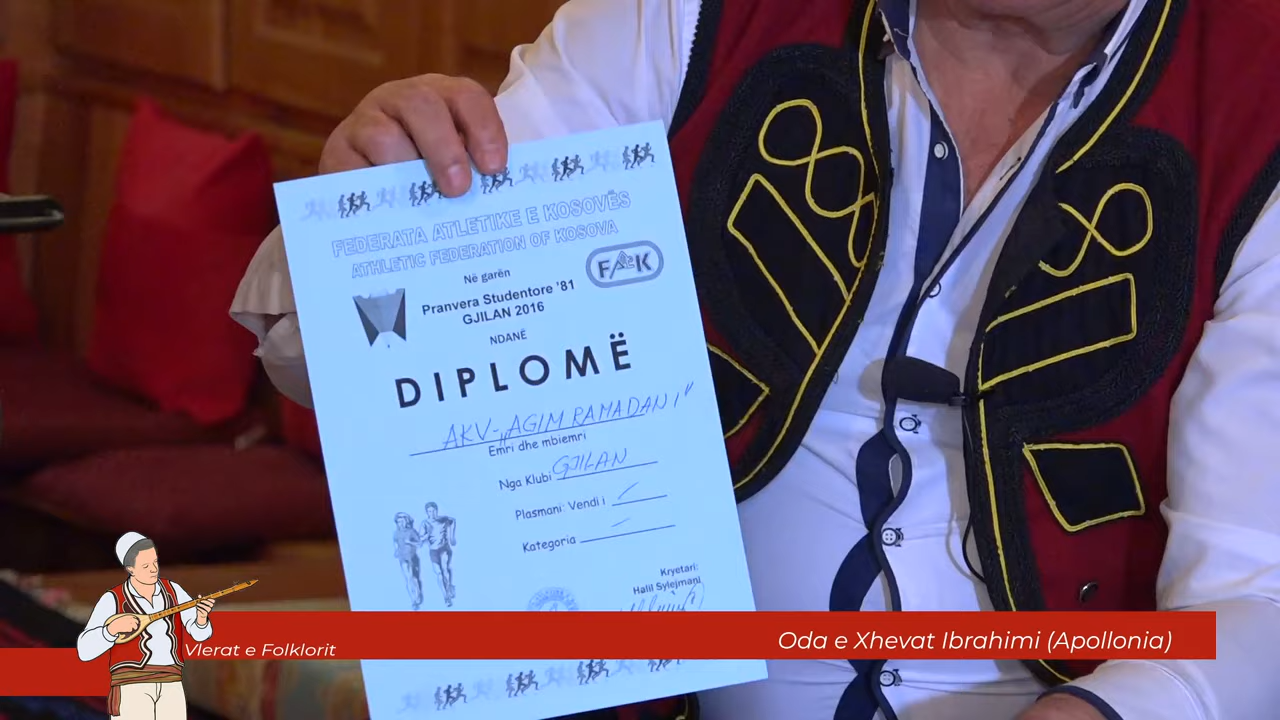 FEDERATA ATLETIKE E KOSOVËS
ATHLETIC FEDERATION OF KOSOVA
FAK
Në garën
Pranvera Studentore '81
GJILAN 2016
NDANË
DIPLOMË
AKV-„AGIM RAMADANI"
Emri dhe mbiemri
Nga Klubi GJILAN
Plasmani: Vendi i
Kategoria
Kryetari:
Halil Sylejmani
Vlerat e Folklorit
Oda e Xhevat Ibrahimi (Apollonia)